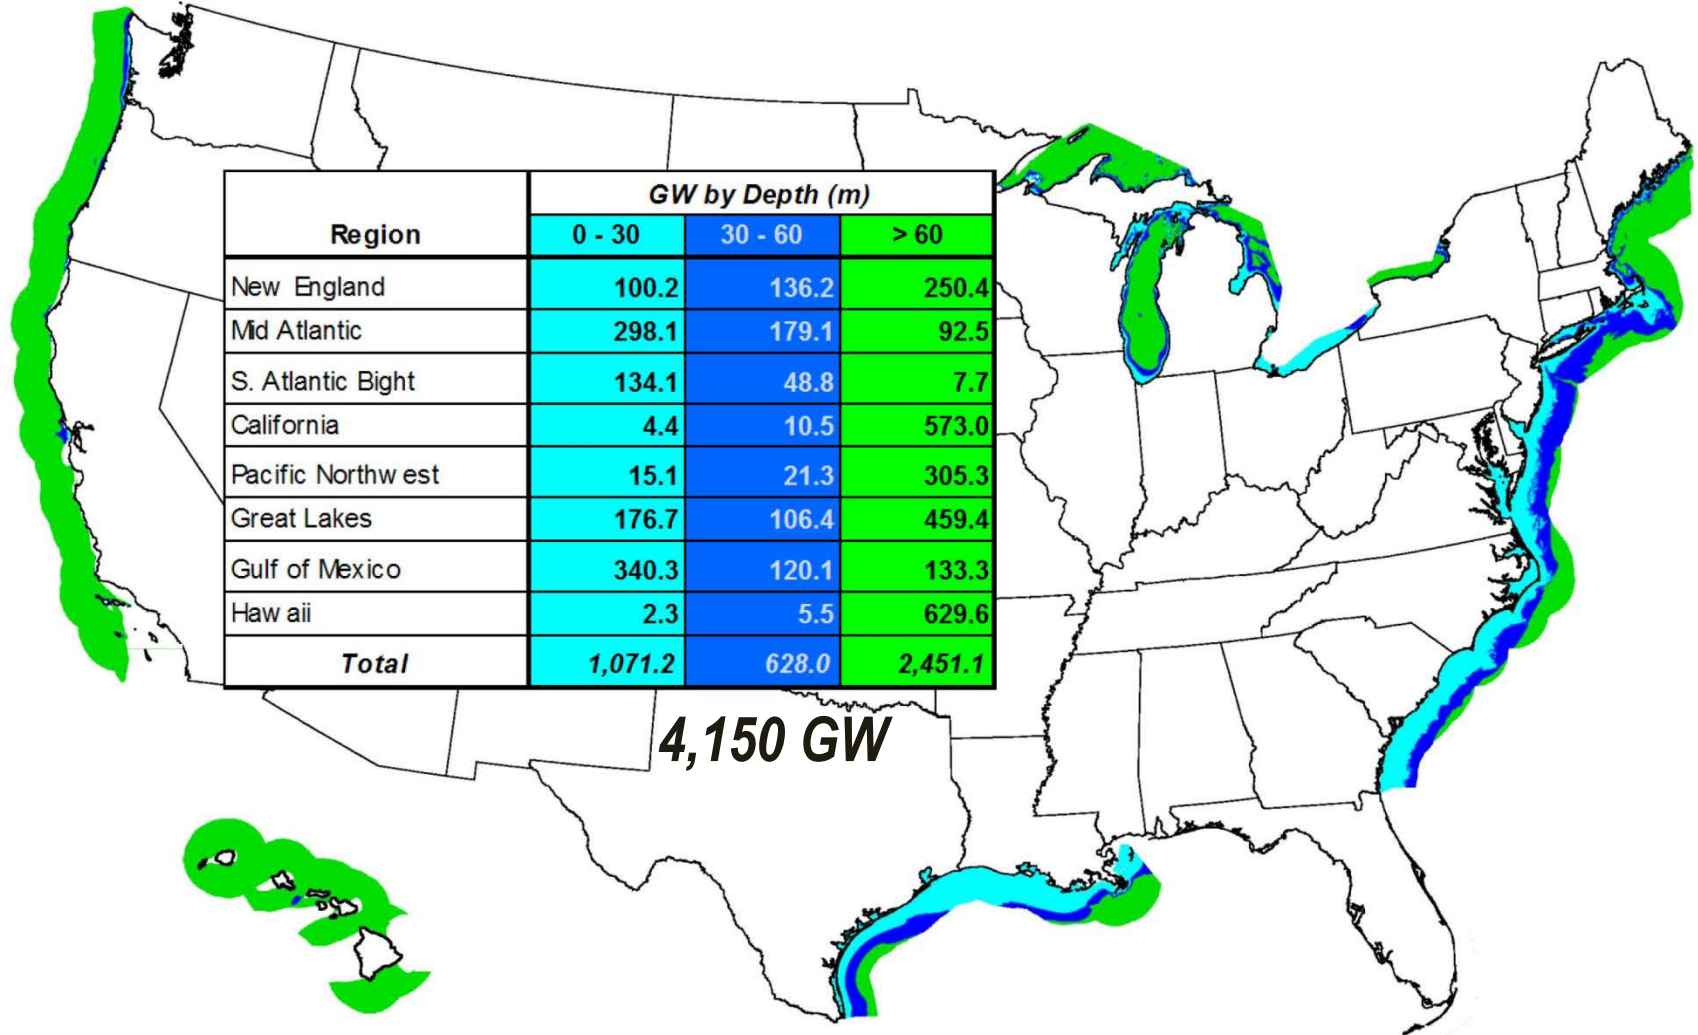 GW by Depth (m)
Region 0 - 30 30 - 60 > 60
New England 100.2 136.2 250.4
Mid Atlantic 298.1 179.1 92.5
S. Atlantic Bight 134.1 48.8 7.7
California 4.4 10.5 573.0
Pacific Northwest 15.1 21.3 305.3
Great Lakes 176.7 106.4 459.4
Gulf of Mexico 340.3 120.1 133.3
Hawaii 2.3 5.5 629.6
Total 1,071.2 628.0 2,451.1
4,150 GW